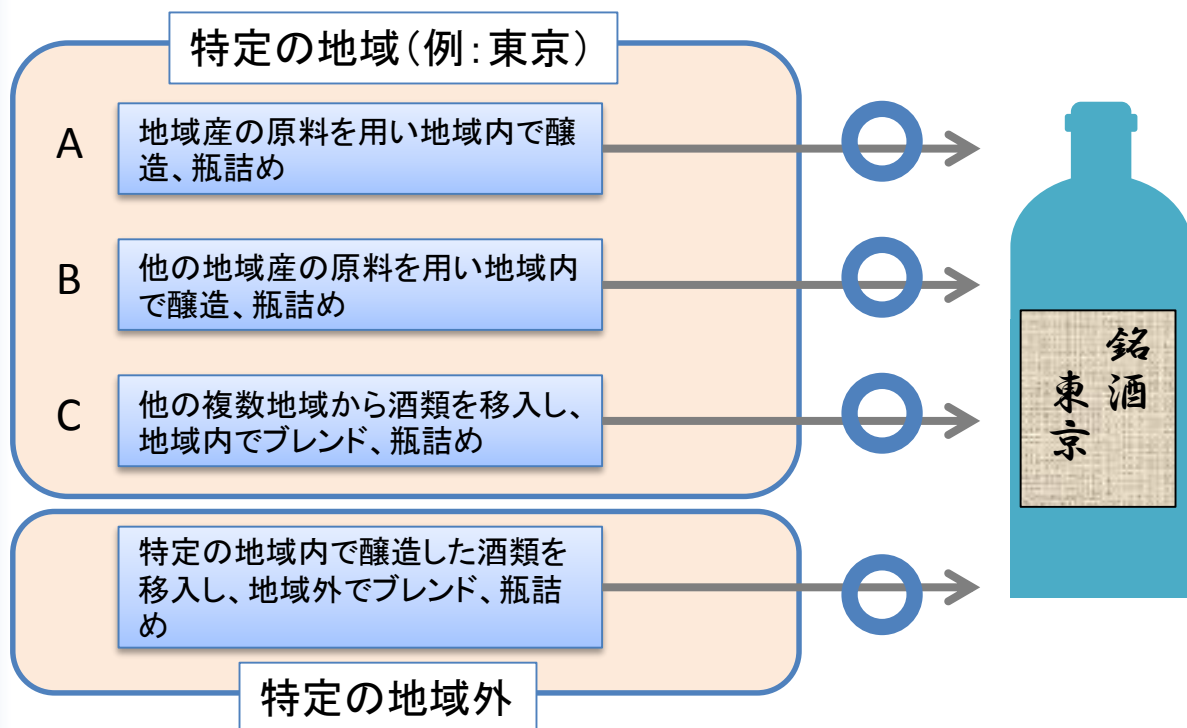 特定の地域(例:東京)
A
地域産の原料を用い地域内で醸
造、瓶詰め
B
他の地域産の原料を用い地域内
で醸造、瓶詰め
C
他の複数地域から酒類を移入し、
地域内でブレンド、瓶詰め
銘酒
東京
特定の地域内で醸造した酒類を
移入し、地域外でブレンド、瓶詰
め
特定の地域外